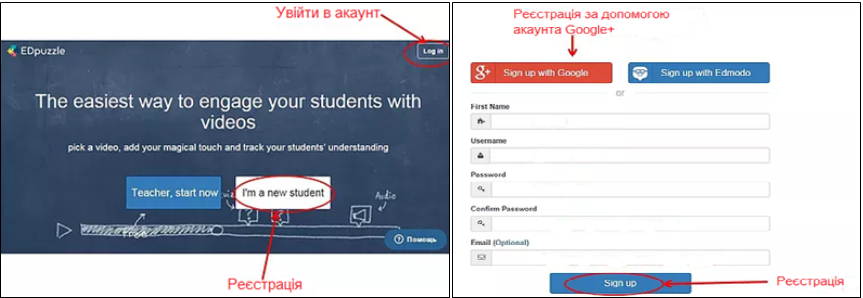 Увійти в акаунт
EDpuzzle
Log in
The easiest way to engage your students with
videos
pick a video, add your magical touch and track your students' understanding
Teacher, start now
I'm a new student
Audio
Помощь
Реєстрація
Реєстрація за допомогою
акаунта Google+
g+ Sign up with Google
Sign up with Edmodo
or
First Name
Username
Password
Confirm Password
Email (Optional)
Sign up
Реєстрація